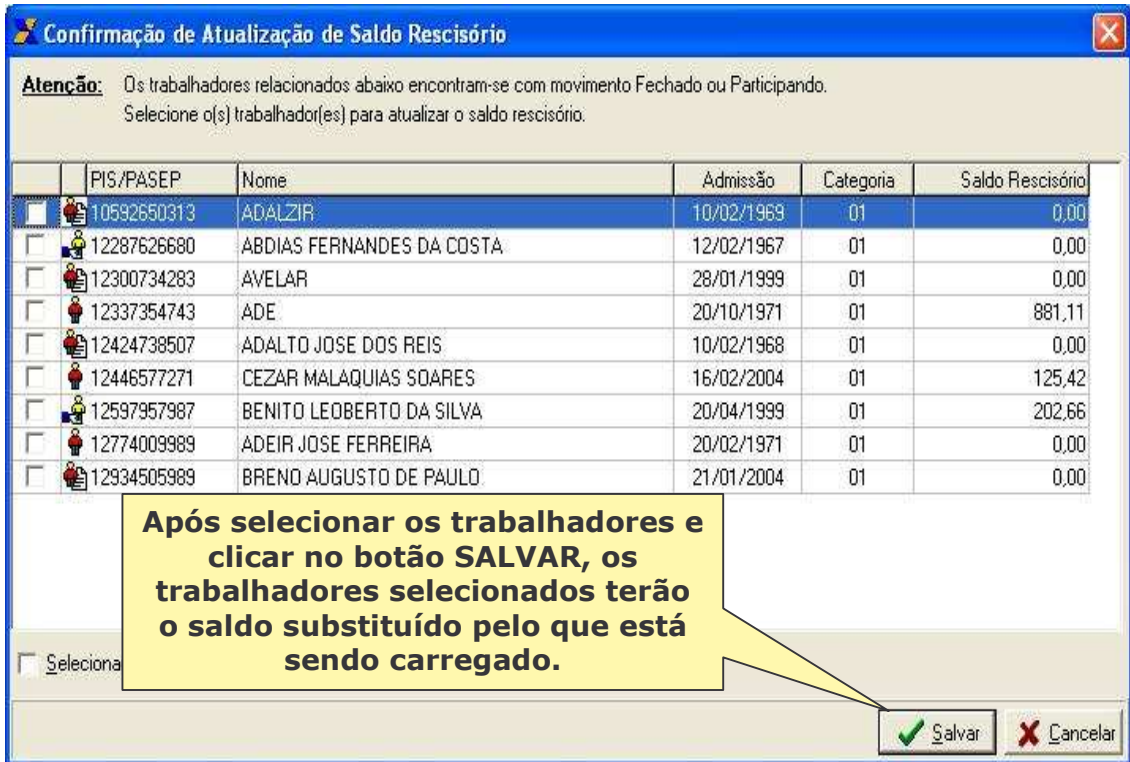 Confirmação de Atualização de Saldo Rescisório
Atenção: Os trabalhadores relacionados abaixo encontram-se com movimento Fechado ou Participando.
Selecione o(s) trabalhador(es) para atualizar o saldo rescisório.
PIS/PASEP Nome Admissão Categoria Saldo Rescisório
10592650313 ADALZIR 10/02/1969 01 0,00
12287626680 ABDIAS FERNANDES DA COSTA 12/02/1967 01 0,00
12300734283 AVELAR 28/01/1999 01 0,00
12337354743 ADE 20/10/1971 01 881,11
12424738507 ADALTO JOSE DOS REIS 10/02/1968 01 0,00
12446577271 CEZAR MALAQUIAS SOARES 16/02/2004 01 125,42
12597957987 BENITO LEOBERTO DA SILVA 20/04/1999 01 202,66
12774009989 ADEIR JOSE FERREIRA 20/02/1971 01 0,00
12934505989 BRENO AUGUSTO DE PAULO 21/01/2004 01 0,00
Após selecionar os trabalhadores e
clicar no botão SALVAR, os
trabalhadores selecionados terão
o saldo substituído pelo que está
sendo carregado.
Seleciona
Salvar Cancelar